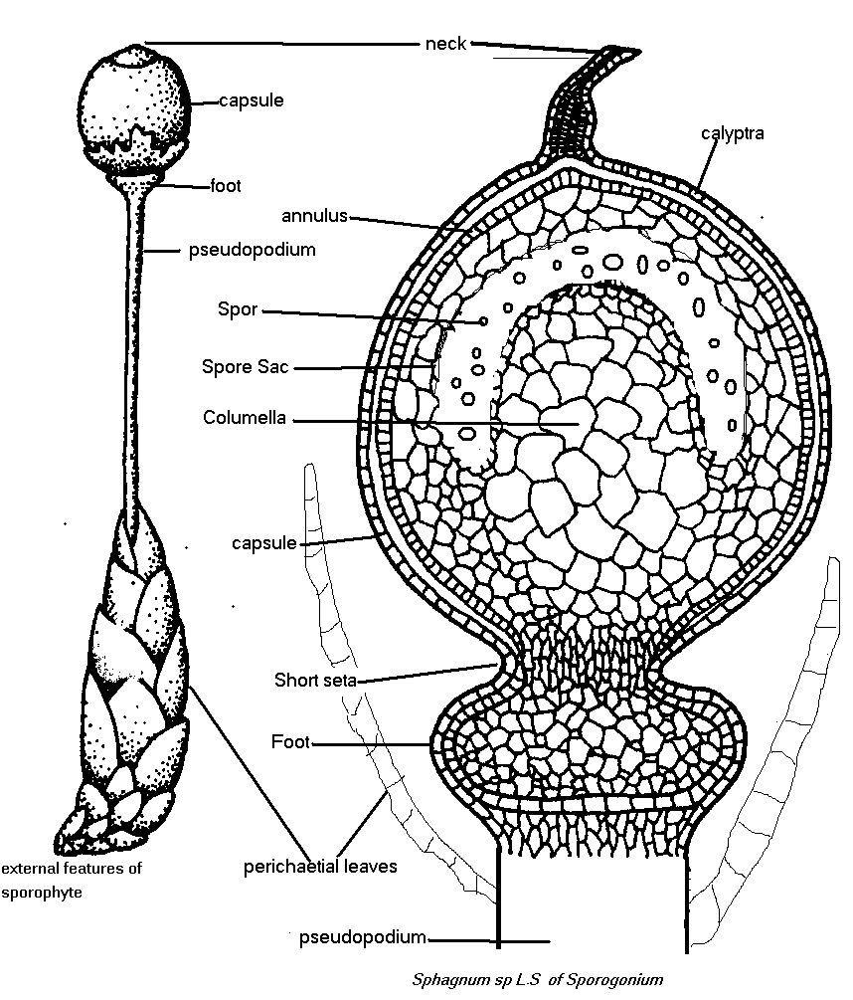 neck
capsule
calyptra
foot
annulus
pseudopodium
Spor
Spore Sac
Columella
capsule
Short seta
Foot
perichaetial leaves
external features of
sporophyte
pseudopodium
Sphagnum sp L.S of Sporogonium